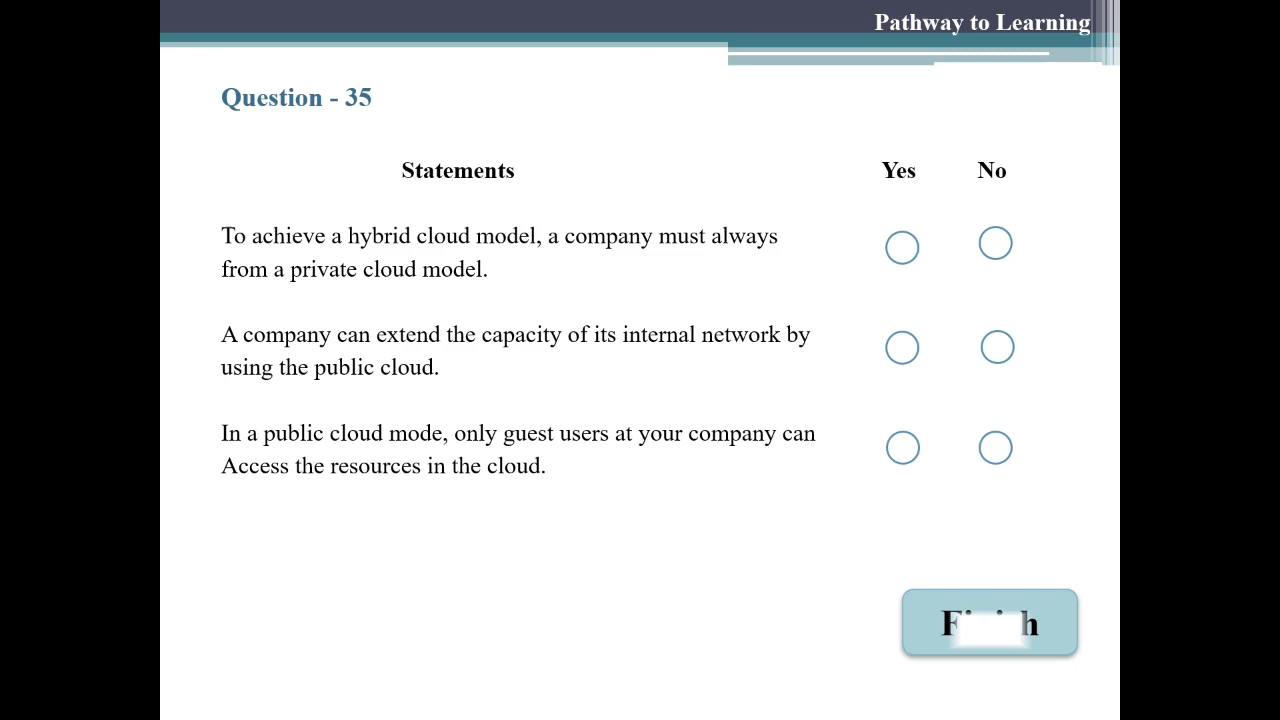 Pathway to Learning
Question - 35
Statements Yes No
To achieve a hybrid cloud model, a company must always
from a private cloud model.
A company can extend the capacity of its internal network by
using the public cloud.
In a public cloud mode, only guest users at your company can
Access the resources in the cloud.